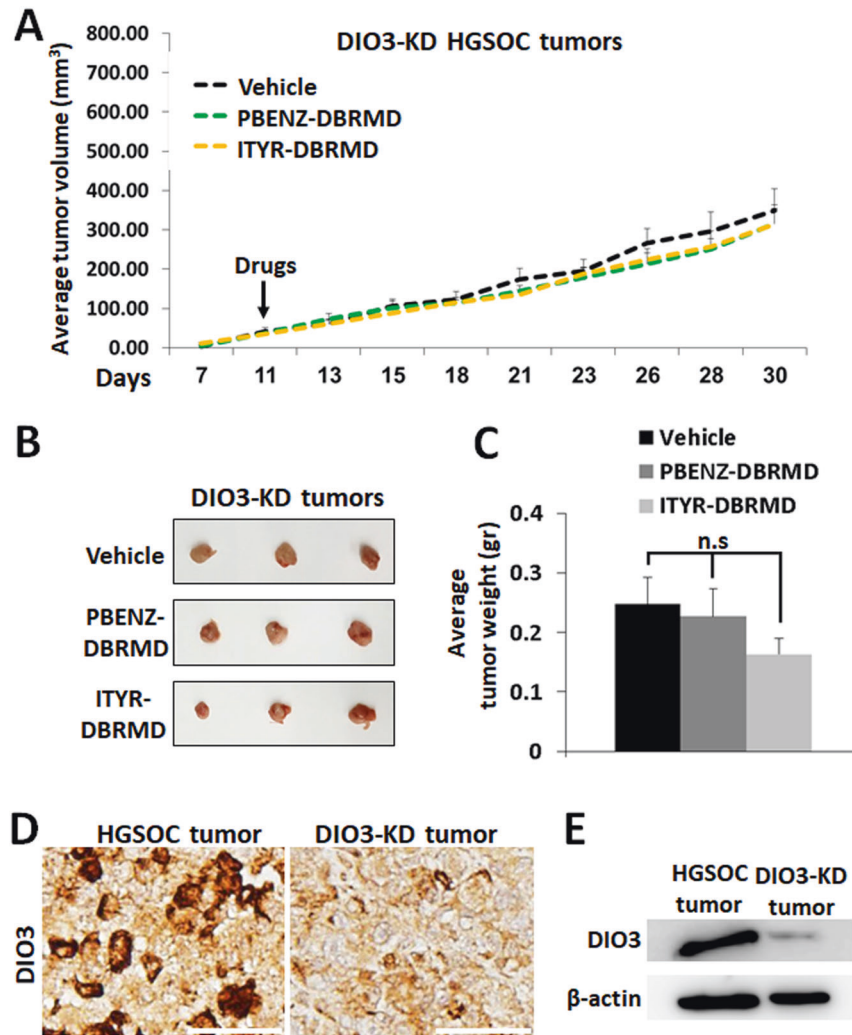 A
DIO3-KD HGSOC tumors
Average tumor volume (mm³)
800.00
700.00
600.00
500.00
400.00
300.00
200.00
100.00
0.00
Vehicle
PBENZ-DBRMD
ITYR-DBRMD
Drugs
Days 7 11 13 15 18 21 23 26 28 30
B
DIO3-KD tumors
Vehicle
PBENZ-
DBRMD
ITYR-
DBRMD
C
Vehicle
PBENZ-DBRMD
ITYR-DBRMD
Average
tumor weight (gr)
0.4
0.3
0.2
0.1
0
n.s
D
HGSOC tumor DIO3-KD tumor
DIO3
E
HGSOC DIO3-KD
tumor tumor
DIO3
β-actin